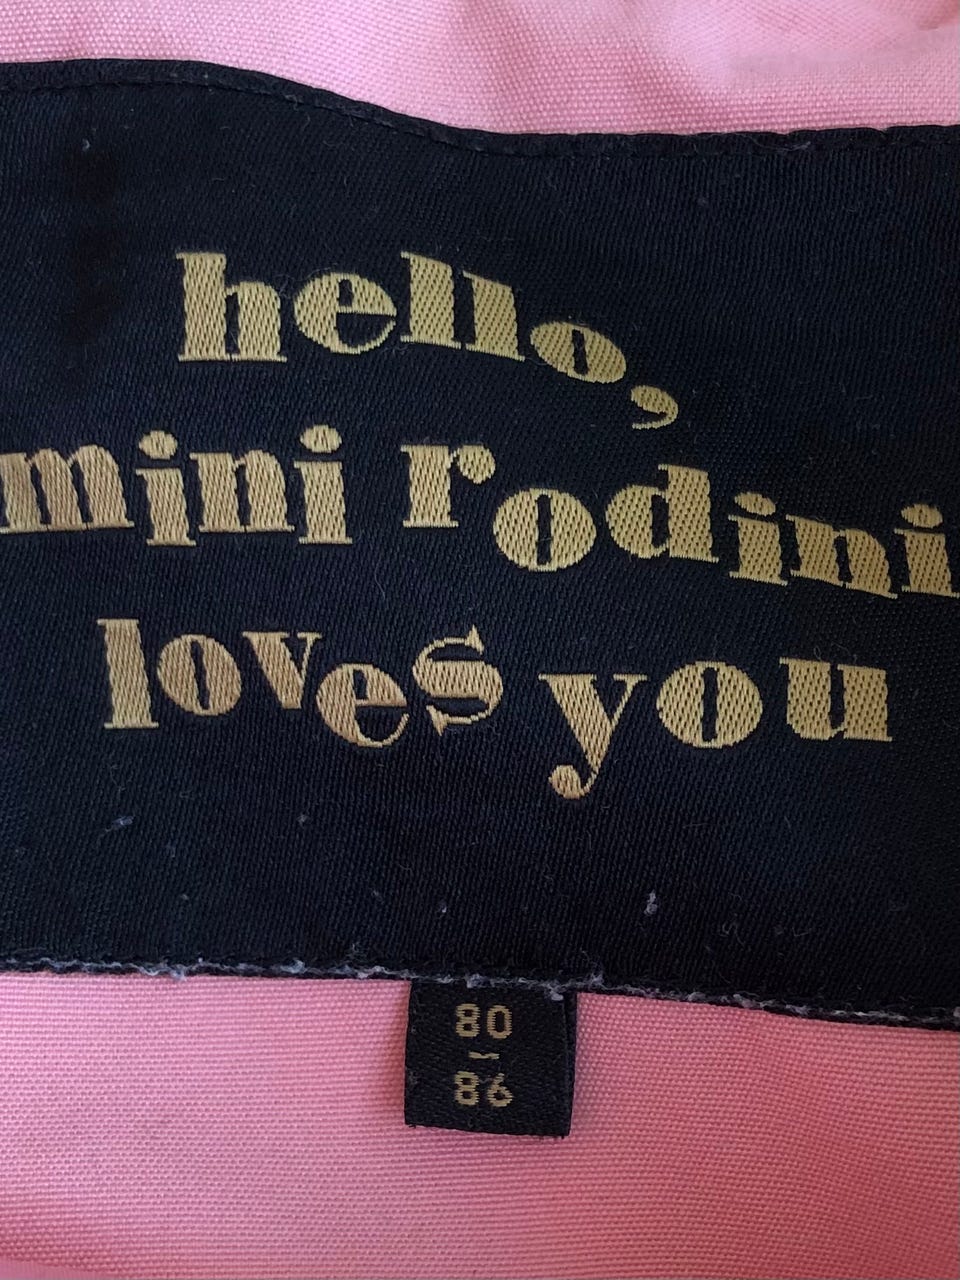 hello,
mini rodini
loves you
80
–
86